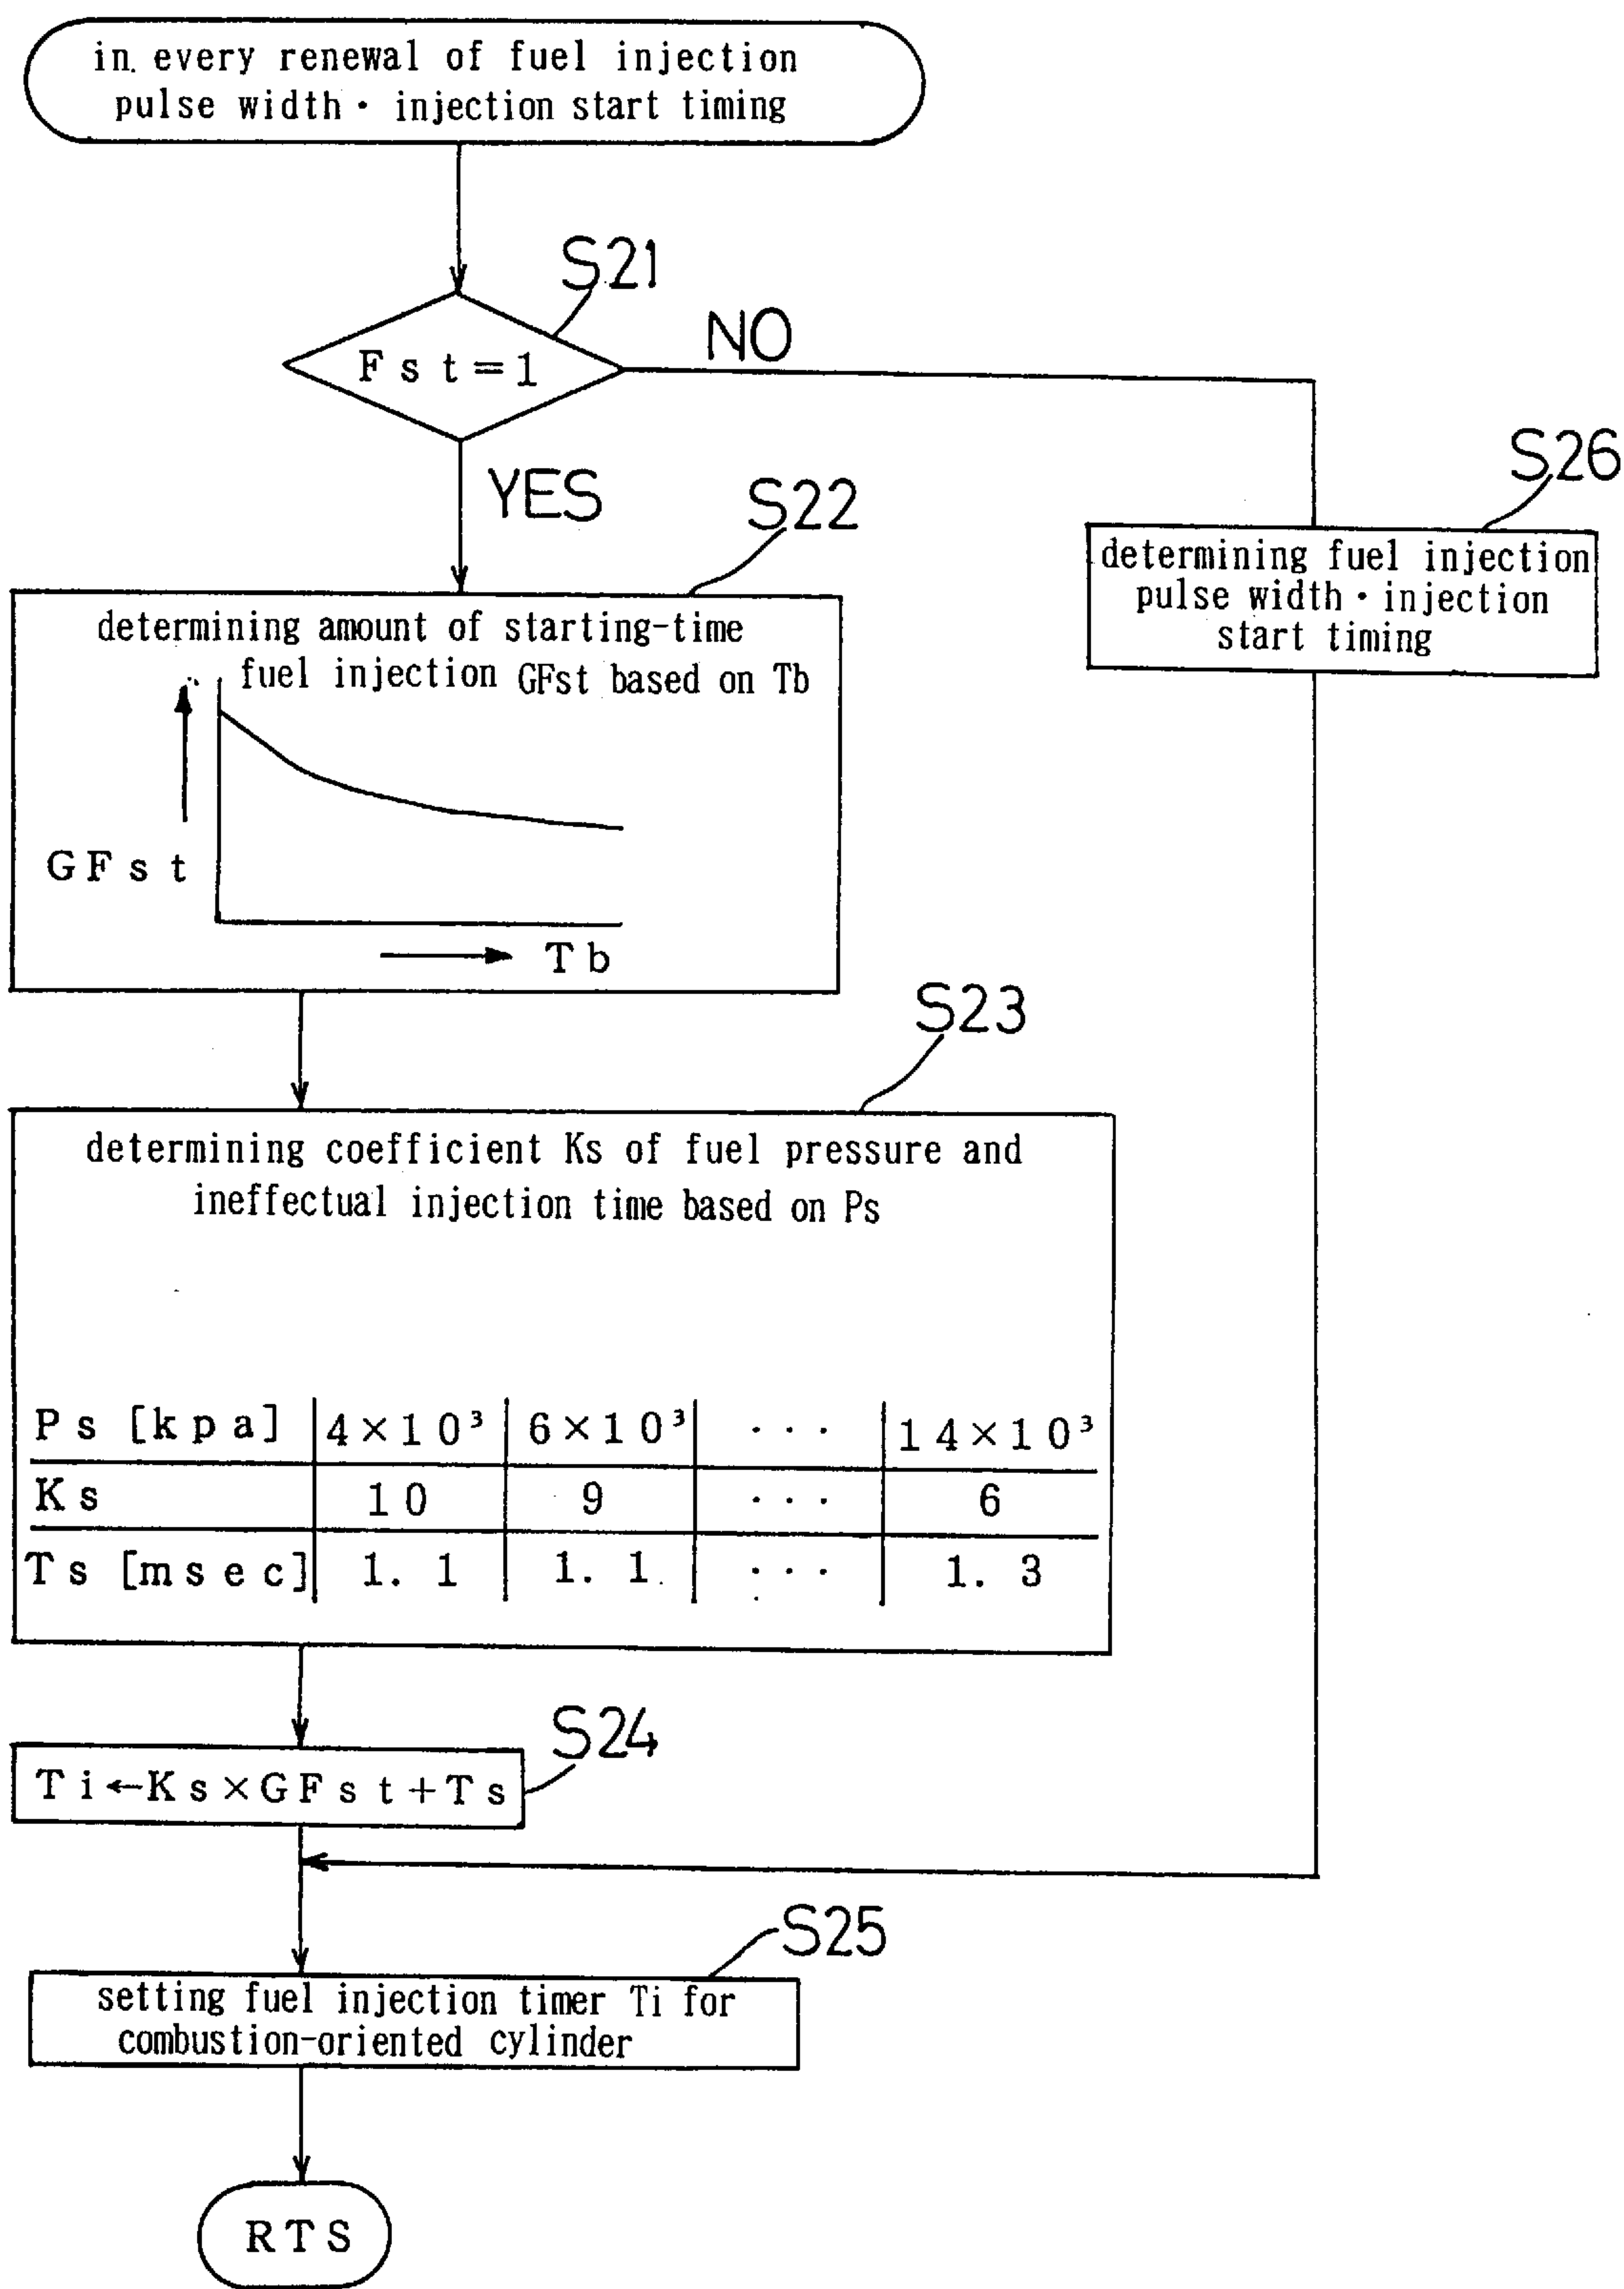 in every renewal of fuel injection
pulse width・injection start timing
S21
Fst=1
NO
YES
S26
determining fuel injection
pulse width・injection
start timing
S22
determining amount of starting-time
fuel injection GFst based on Tb
GFst
Tb
S23
determining coefficient Ks of fuel pressure and
ineffectual injection time based on Ps
Ps [kpa] 4×10³ 6×10³ ··· 14×10³
Ks 10 9 ··· 6
Ts [msec] 1.1 1.1 ··· 1.3
S24
Ti←Ks×GFst+Ts
S25
setting fuel injection timer Ti for
combustion-oriented cylinder
RTS